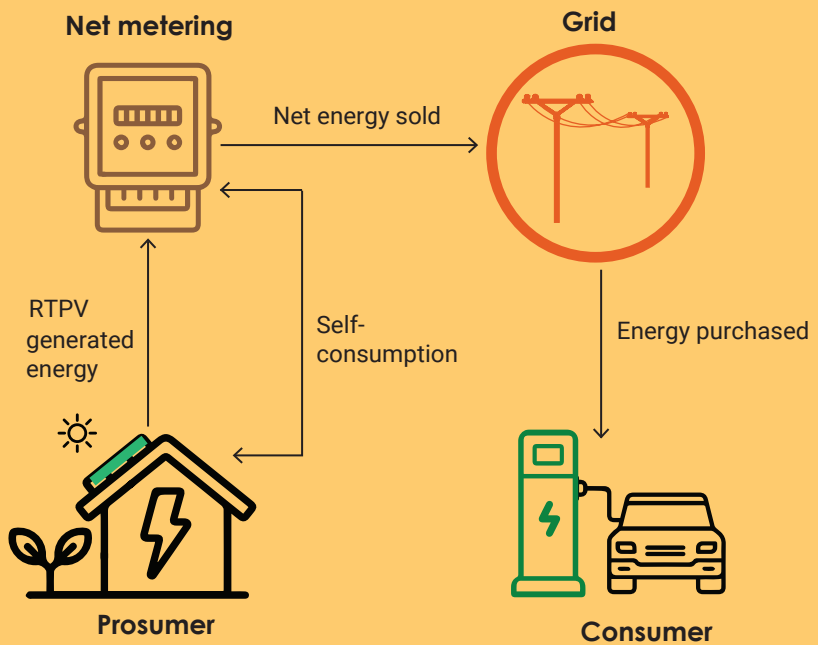 Net metering
Grid
Net energy sold
RTPV
generated
energy
Self-
consumption
Energy purchased
Prosumer
Consumer